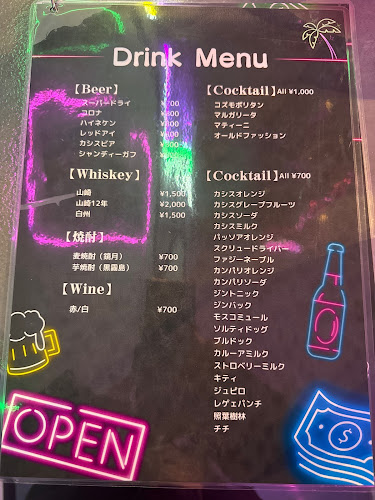 Drink Menu
【Beer】
スーパードライ
コロナ
ハイネケン
レッドアイ
カシスビア
シャンディーガフ
【Whiskey】
山崎 ¥1,500
山崎12年 ¥2,000
白州 ¥1,500
【焼酎】
麦焼酎（鏡月） ¥700
芋焼酎（黒霧島） ¥700
【Wine】
赤/白 ¥700
【Cocktail】All ¥1,000
コズモポリタン
マルガリータ
マティーニ
オールドファッション
【Cocktail】All ¥700
カシスオレンジ
カシスグレープフルーツ
カシスソーダ
カシスミルク
パッソアオレンジ
スクリュードライバー
ファジーネーブル
カンパリオレンジ
カンパリソーダ
ジントニック
ジンバック
モスコミュール
ソルティドッグ
ブルドック
カルーアミルク
ストロベリーミルク
キティ
ジュピロ
レゲェパンチ
照葉樹林
チチ
OPEN